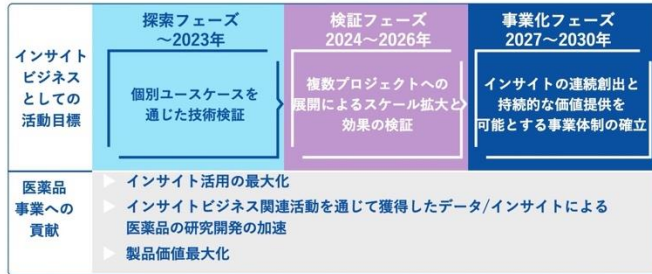 インサイト
ビジネス
としての
活動目標
探索フェーズ
～2023年
個別ユースケースを
通じた技術検証
検証フェーズ
2024～2026年
複数プロジェクトへの
展開によるスケール拡大と
効果の検証
事業化フェーズ
2027～2030年
インサイトの連続創出と
持続的な価値提供を
可能とする事業体制の確立
医薬品
事業への
貢献
インサイト活用の最大化
インサイトビジネス関連活動を通じて獲得したデータ/インサイトによる
医薬品の研究開発の加速
製品価値最大化